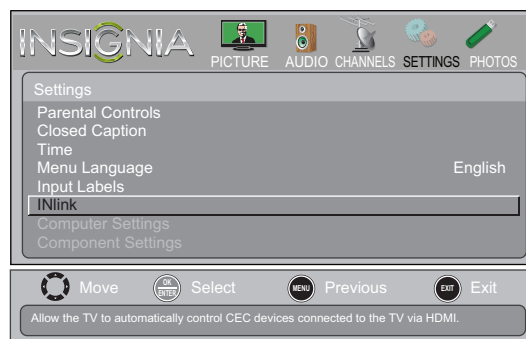 INSIGNIA
PICTURE AUDIO CHANNELS SETTINGS PHOTOS
Settings
Parental Controls
Closed Caption
Time
Menu Language English
Input Labels
INlink
Computer Settings
Component Settings
Move OK ENTER Select MENU Previous EXIT Exit
Allow the TV to automatically control CEC devices connected to the TV via HDMI.